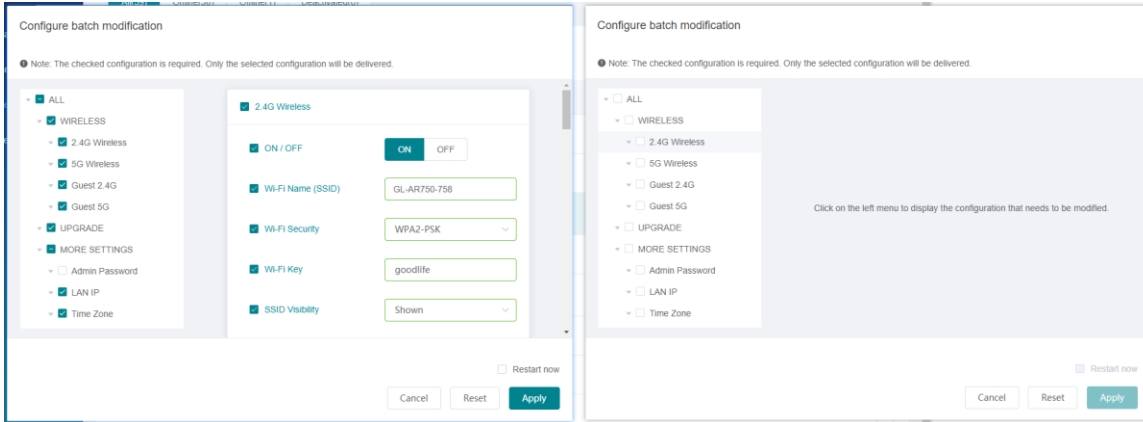 Configure batch modification
Note: The checked configuration is required. Only the selected configuration will be delivered.
ALL
WIRELESS
2.4G Wireless
5G Wireless
Guest 2.4G
Guest 5G
UPGRADE
MORE SETTINGS
Admin Password
LAN IP
Time Zone
2.4G Wireless
ON / OFF
ON OFF
Wi-Fi Name (SSID)
GL-AR750-758
Wi-Fi Security
WPA2-PSK
Wi-Fi Key
goodlife
SSID Visibility
Shown
Restart now
Cancel Reset Apply
Configure batch modification
Note: The checked configuration is required. Only the selected configuration will be delivered.
ALL
WIRELESS
2.4G Wireless
5G Wireless
Guest 2.4G
Guest 5G
UPGRADE
MORE SETTINGS
Admin Password
LAN IP
Time Zone
Click on the left menu to display the configuration that needs to be modified.
Restart now
Cancel Reset Apply